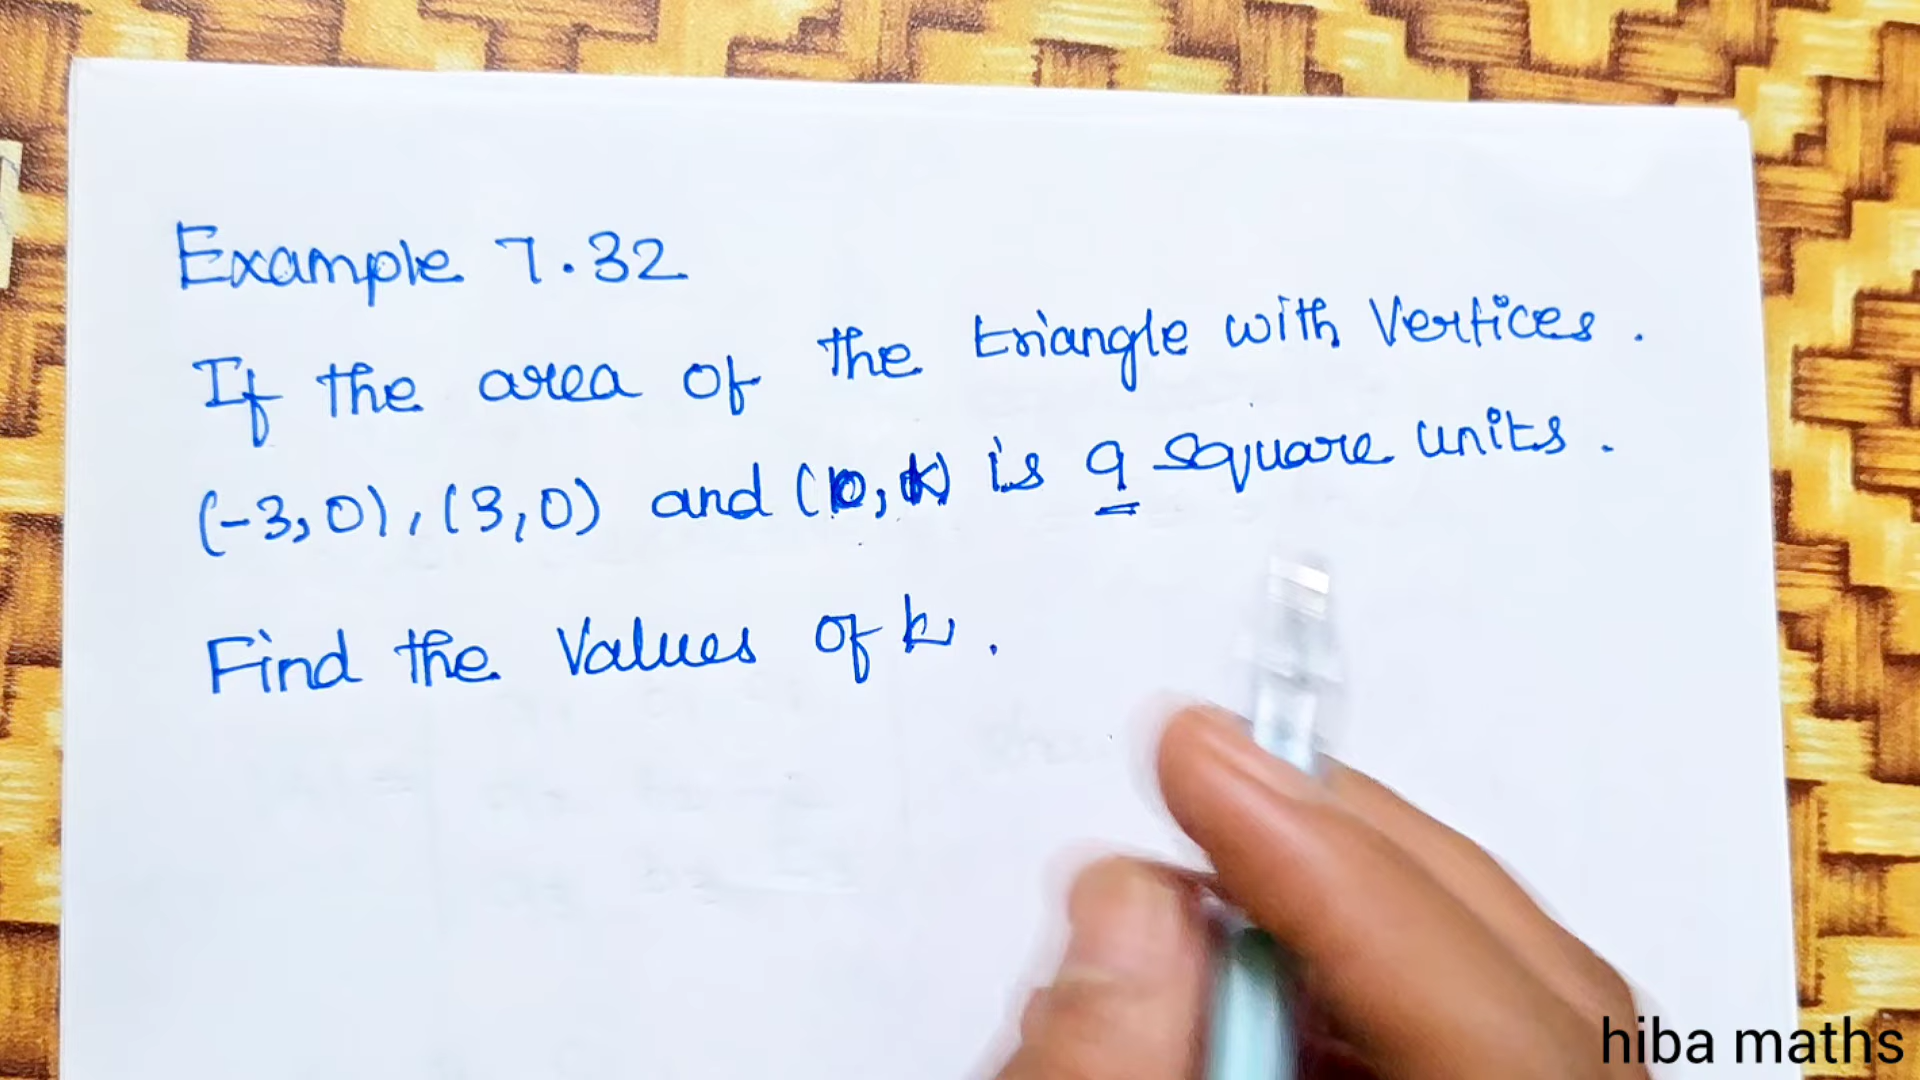 Example 7.32
If the area of the triangle with Vertices.
(-3,0), (3,0) and (0,k) is 9 square units.
Find the Values of k.
hiba maths